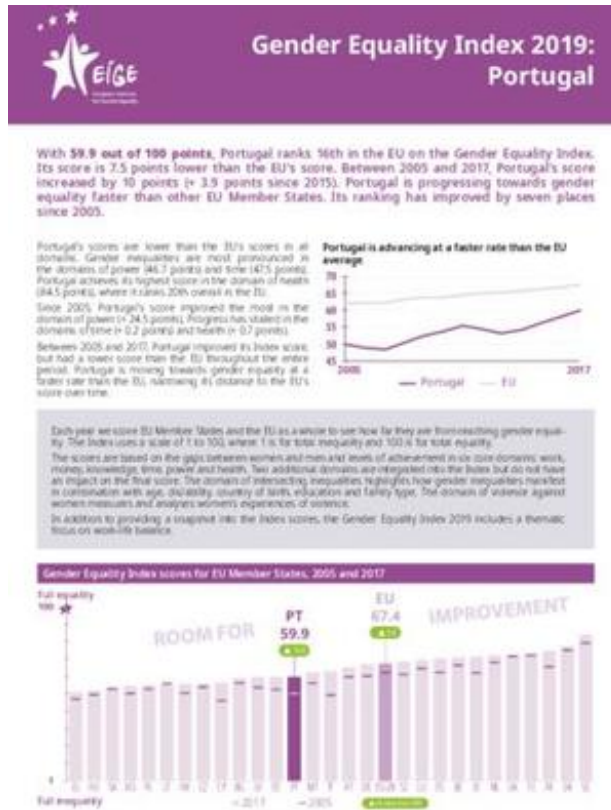 EIGE
Gender Equality Index 2019:
Portugal
With 59.9 out of 100 points, Portugal ranks 16th in the EU on the Gender Equality Index.
Its score is 7.5 points lower than the EU's score. Between 2005 and 2017, Portugal's score
increased by 10 points (+ 3.9 points since 2015). Portugal is progressing towards gender
equality faster than other EU Member States. Its ranking has improved by seven places
since 2005.
Portugal's scores are lower than the EU's scores in all
domains. Gender inequalities are most pronounced in
the domains of power (46.7 points) and time (47.5 points).
Portugal achieves its highest score in the domain of health
(84.5 points), where it ranks 20th overall in the EU.
Since 2005, Portugal's score improved the most in the
domain of power (+ 24.5 points). Progress has stalled in the
domains of time (+ 0.2 points) and health (+ 0.7 points).
Between 2005 and 2017, Portugal improved its Index score,
but had a lower score than the EU throughout the entire
period. Portugal is moving towards gender equality at a
faster rate than the EU, narrowing its distance to the EU's
score over time.
Portugal is advancing at a faster rate than the EU
average
70
65
60
55
50
45
2005
2017
Portugal
EU
Each year we score EU Member States and the EU as a whole to see how far they are from reaching gender equa-
lity. The Index uses a scale of 1 to 100, where 1 is for total inequality and 100 is for total equality.
The scores are based on the gaps between women and men and levels of achievement in six core domains: work,
money, knowledge, time, power and health. Two additional domains are integrated into the Index but do not have
an impact on the final score. The domain of intersecting inequalities highlights how gender inequalities manifest
in combination with age, disability, country of birth, education and family type. The domain of violence against
women measures and analyses women's experiences of violence.
In addition to providing a snapshot into the Index scores, the Gender Equality Index 2019 includes a thematic
focus on work-life balance.
Gender Equality Index scores for EU Member States, 2005 and 2017
Full equality
100
PT
59.9
EU
67.4
ROOM FOR
IMPROVEMENT
1
Full inequality
2017
2005